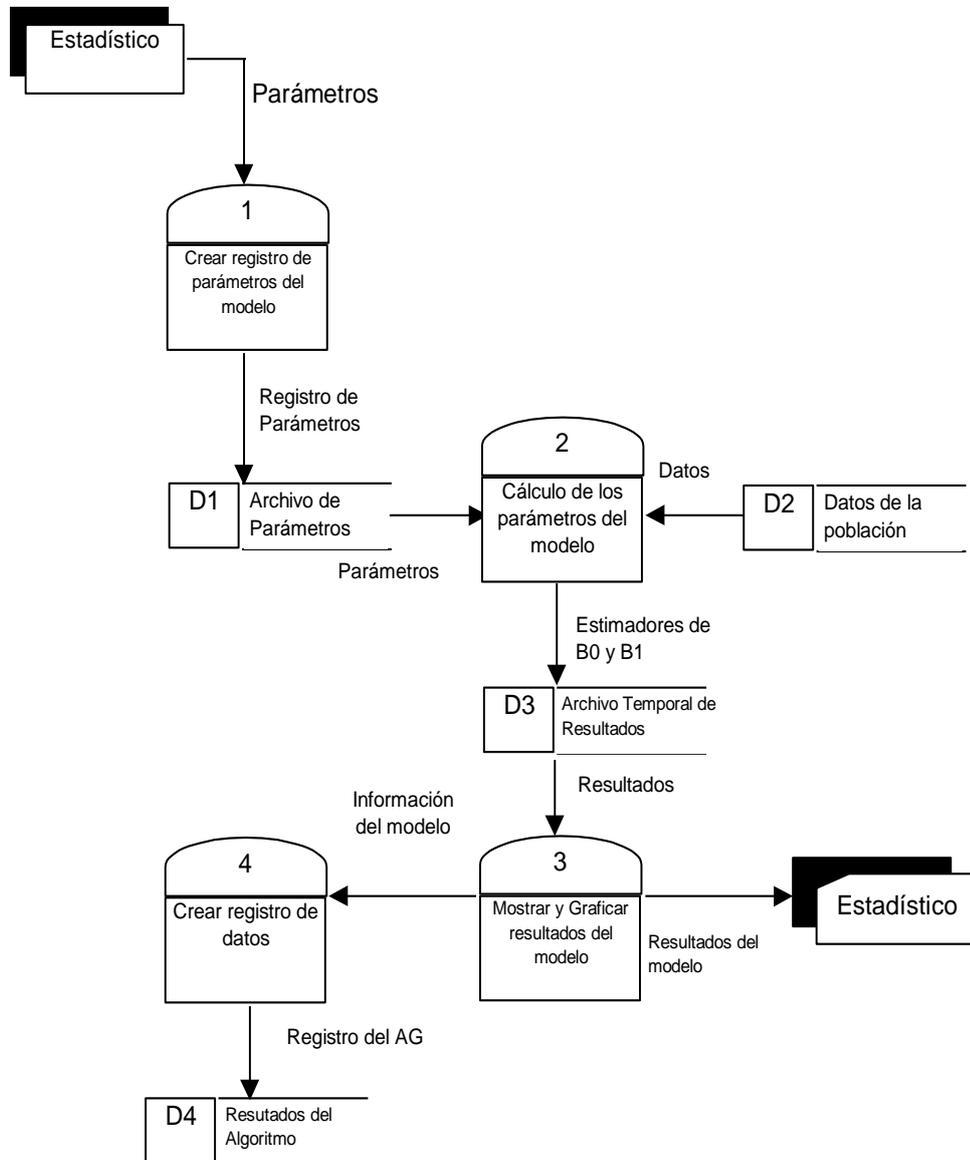 Estadístico
Parámetros
1
Crear registro de
parámetros del
modelo
Registro de
Parámetros
D1
Archivo de
Parámetros
Parámetros
2
Cálculo de los
parámetros del
modelo
Datos
D2
Datos de la
población
Estimadores de
B0 y B1
D3
Archivo Temporal de
Resultados
Resultados
Información
del modelo
3
Mostrar y Graficar
resultados del
modelo
Resultados del
modelo
Estadístico
4
Crear registro de
datos
Registro del AG
D4
Resutados del
Algoritmo